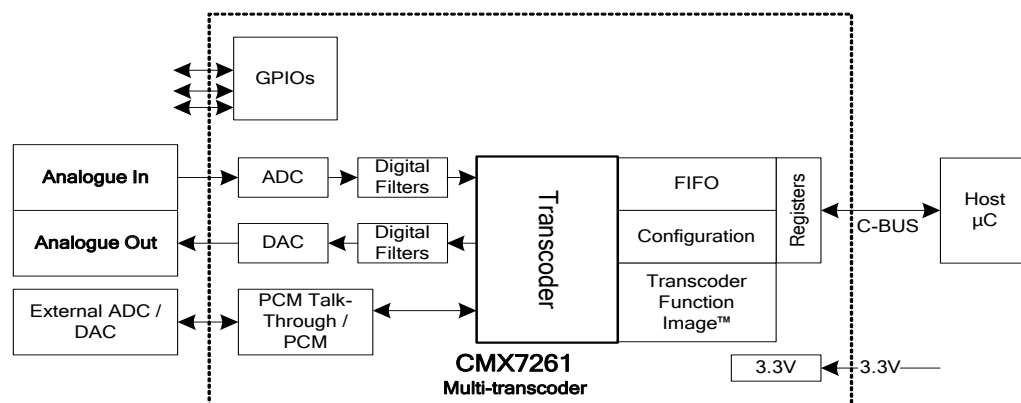 GPIOs
Analogue In
ADC
Digital
Filters
Transcoder
FIFO
Registers
C-BUS
Host
µC
Analogue Out
DAC
Digital
Filters
Configuration
External ADC /
DAC
PCM Talk-
Through /
PCM
Transcoder
Function
Image™
CMX7261
Multi-transcoder
3.3V
3.3V